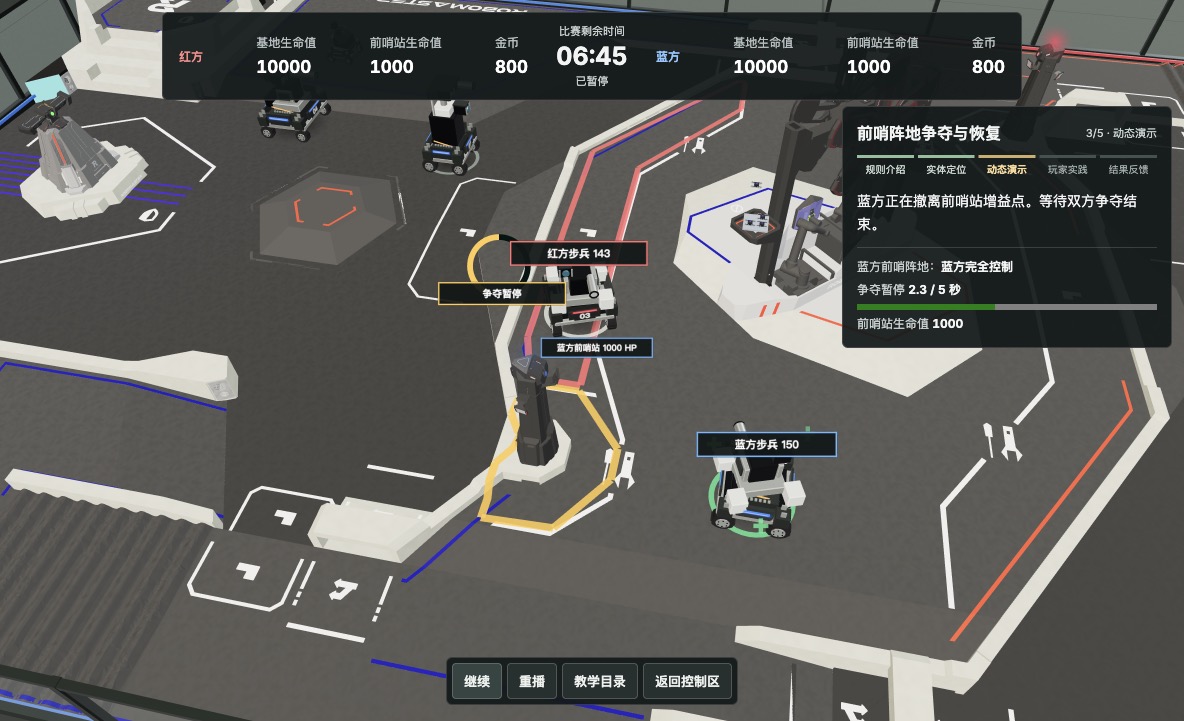 ROBOMASTER
红方
基地生命值
10000
前哨站生命值
1000
金币
800
比赛剩余时间
06:45
已暂停
蓝方
基地生命值
10000
前哨站生命值
1000
金币
800
前哨阵地争夺与恢复
3/5 · 动态演示
规则介绍
实体定位
动态演示
玩家实践
结果反馈
蓝方正在撤离前哨站增益点。等待双方争夺结
束。
蓝方前哨阵地：蓝方完全控制
争夺暂停 2.3 / 5 秒
前哨站生命值 1000
红方步兵 143
争夺暂停
03
蓝方前哨站 1000 HP
蓝方步兵 150
继续
重播
教学目录
返回控制区